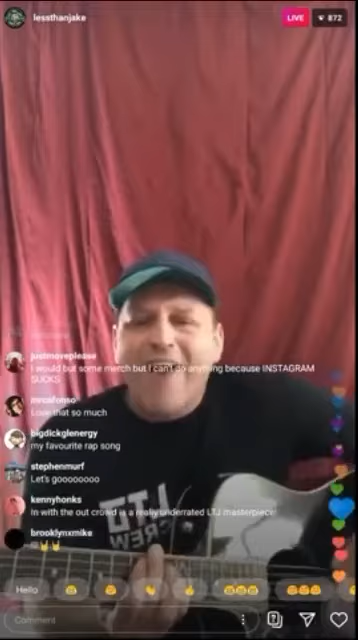 lessthanjake
LIVE
872
justmoveplease
I would but some merch but I can't do anything because INSTAGRAM
SUCKS
Love that so much
bigdickglenergy
my favourite rap song
stephenmurf
Let's goooooooo
kennyhonks
In with the out crowd is a really underrated LTJ masterpiece
brooklynxmike
LTJ
CREW
Hello
Comment